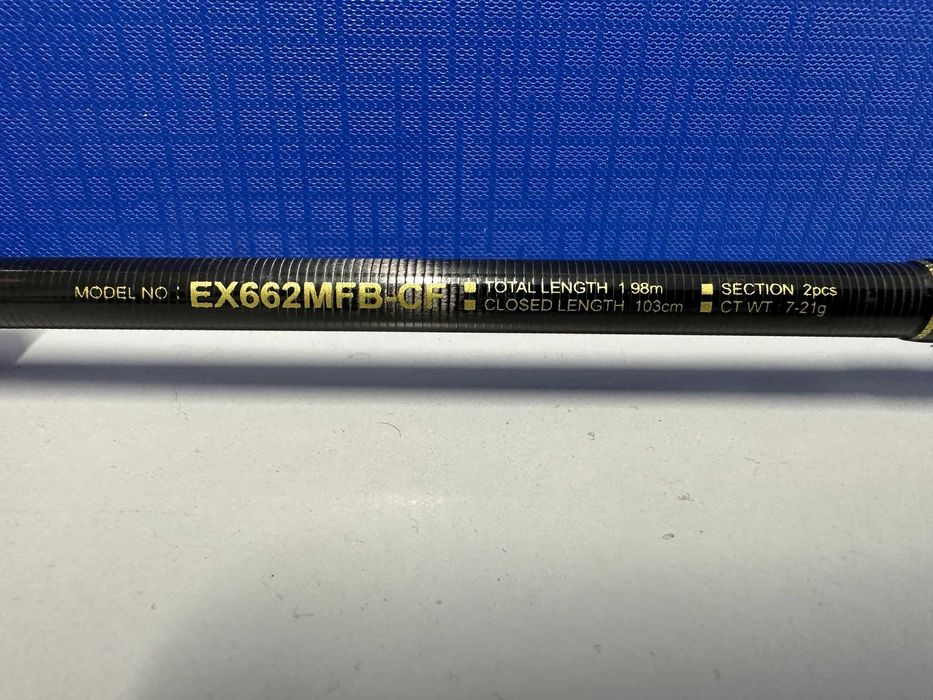 MODEL NO : EX662MFB-CF
TOTAL LENGTH 1.98m SECTION 2pcs
CLOSED LENGTH 103cm CT WT 7-21g